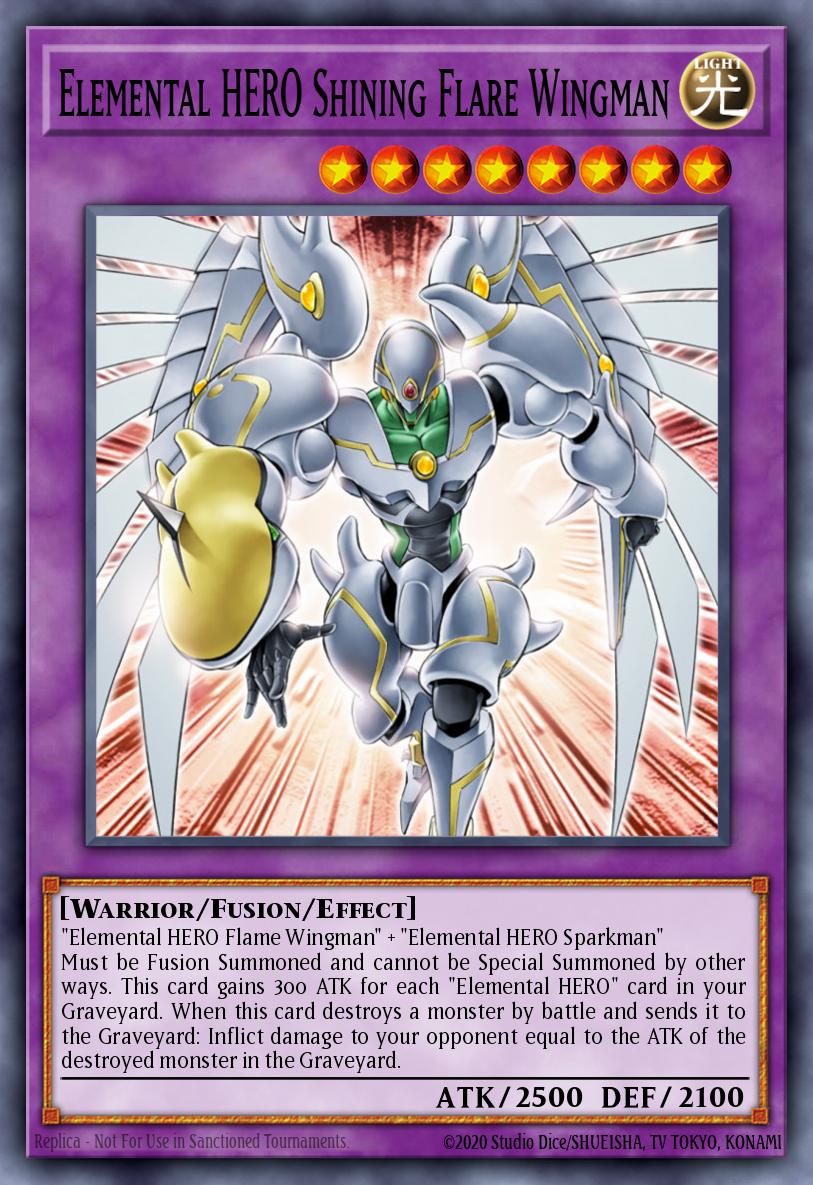 Elemental HERO Shining Flare Wingman
LIGHT
光
[Warrior/Fusion/Effect]
"Elemental HERO Flame Wingman" + "Elemental HERO Sparkman"
Must be Fusion Summoned and cannot be Special Summoned by other
ways. This card gains 300 ATK for each "Elemental HERO" card in your
Graveyard. When this card destroys a monster by battle and sends it to
the Graveyard: Inflict damage to your opponent equal to the ATK of the
destroyed monster in the Graveyard.
ATK/2500 DEF/2100
Replica - Not For Use in Sanctioned Tournaments.
©2020 Studio Dice/SHUEISHA, TV TOKYO, KONAMI